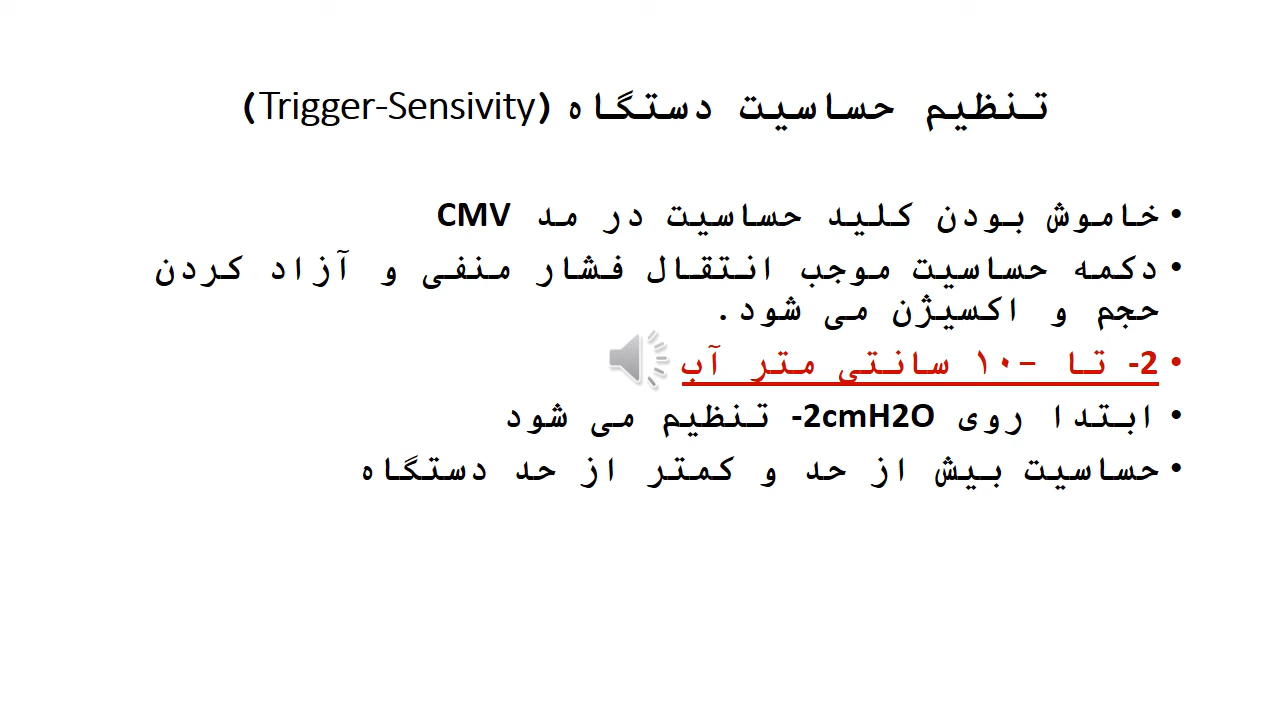 تنظیم حساسیت دستگاه (Trigger-Sensivity)
• خاموش بودن کلید حساسیت در مد CMV
• دکمه حساسیت موجب انتقال فشار منفی و آزاد کردن
حجم و اکسیژن می شود.
• -2 تا -۱۰ سانتی متر آب
• ابتدا روی -2cmH2O تنظیم می شود
• حساسیت بیش از حد و کمتر از حد دستگاه